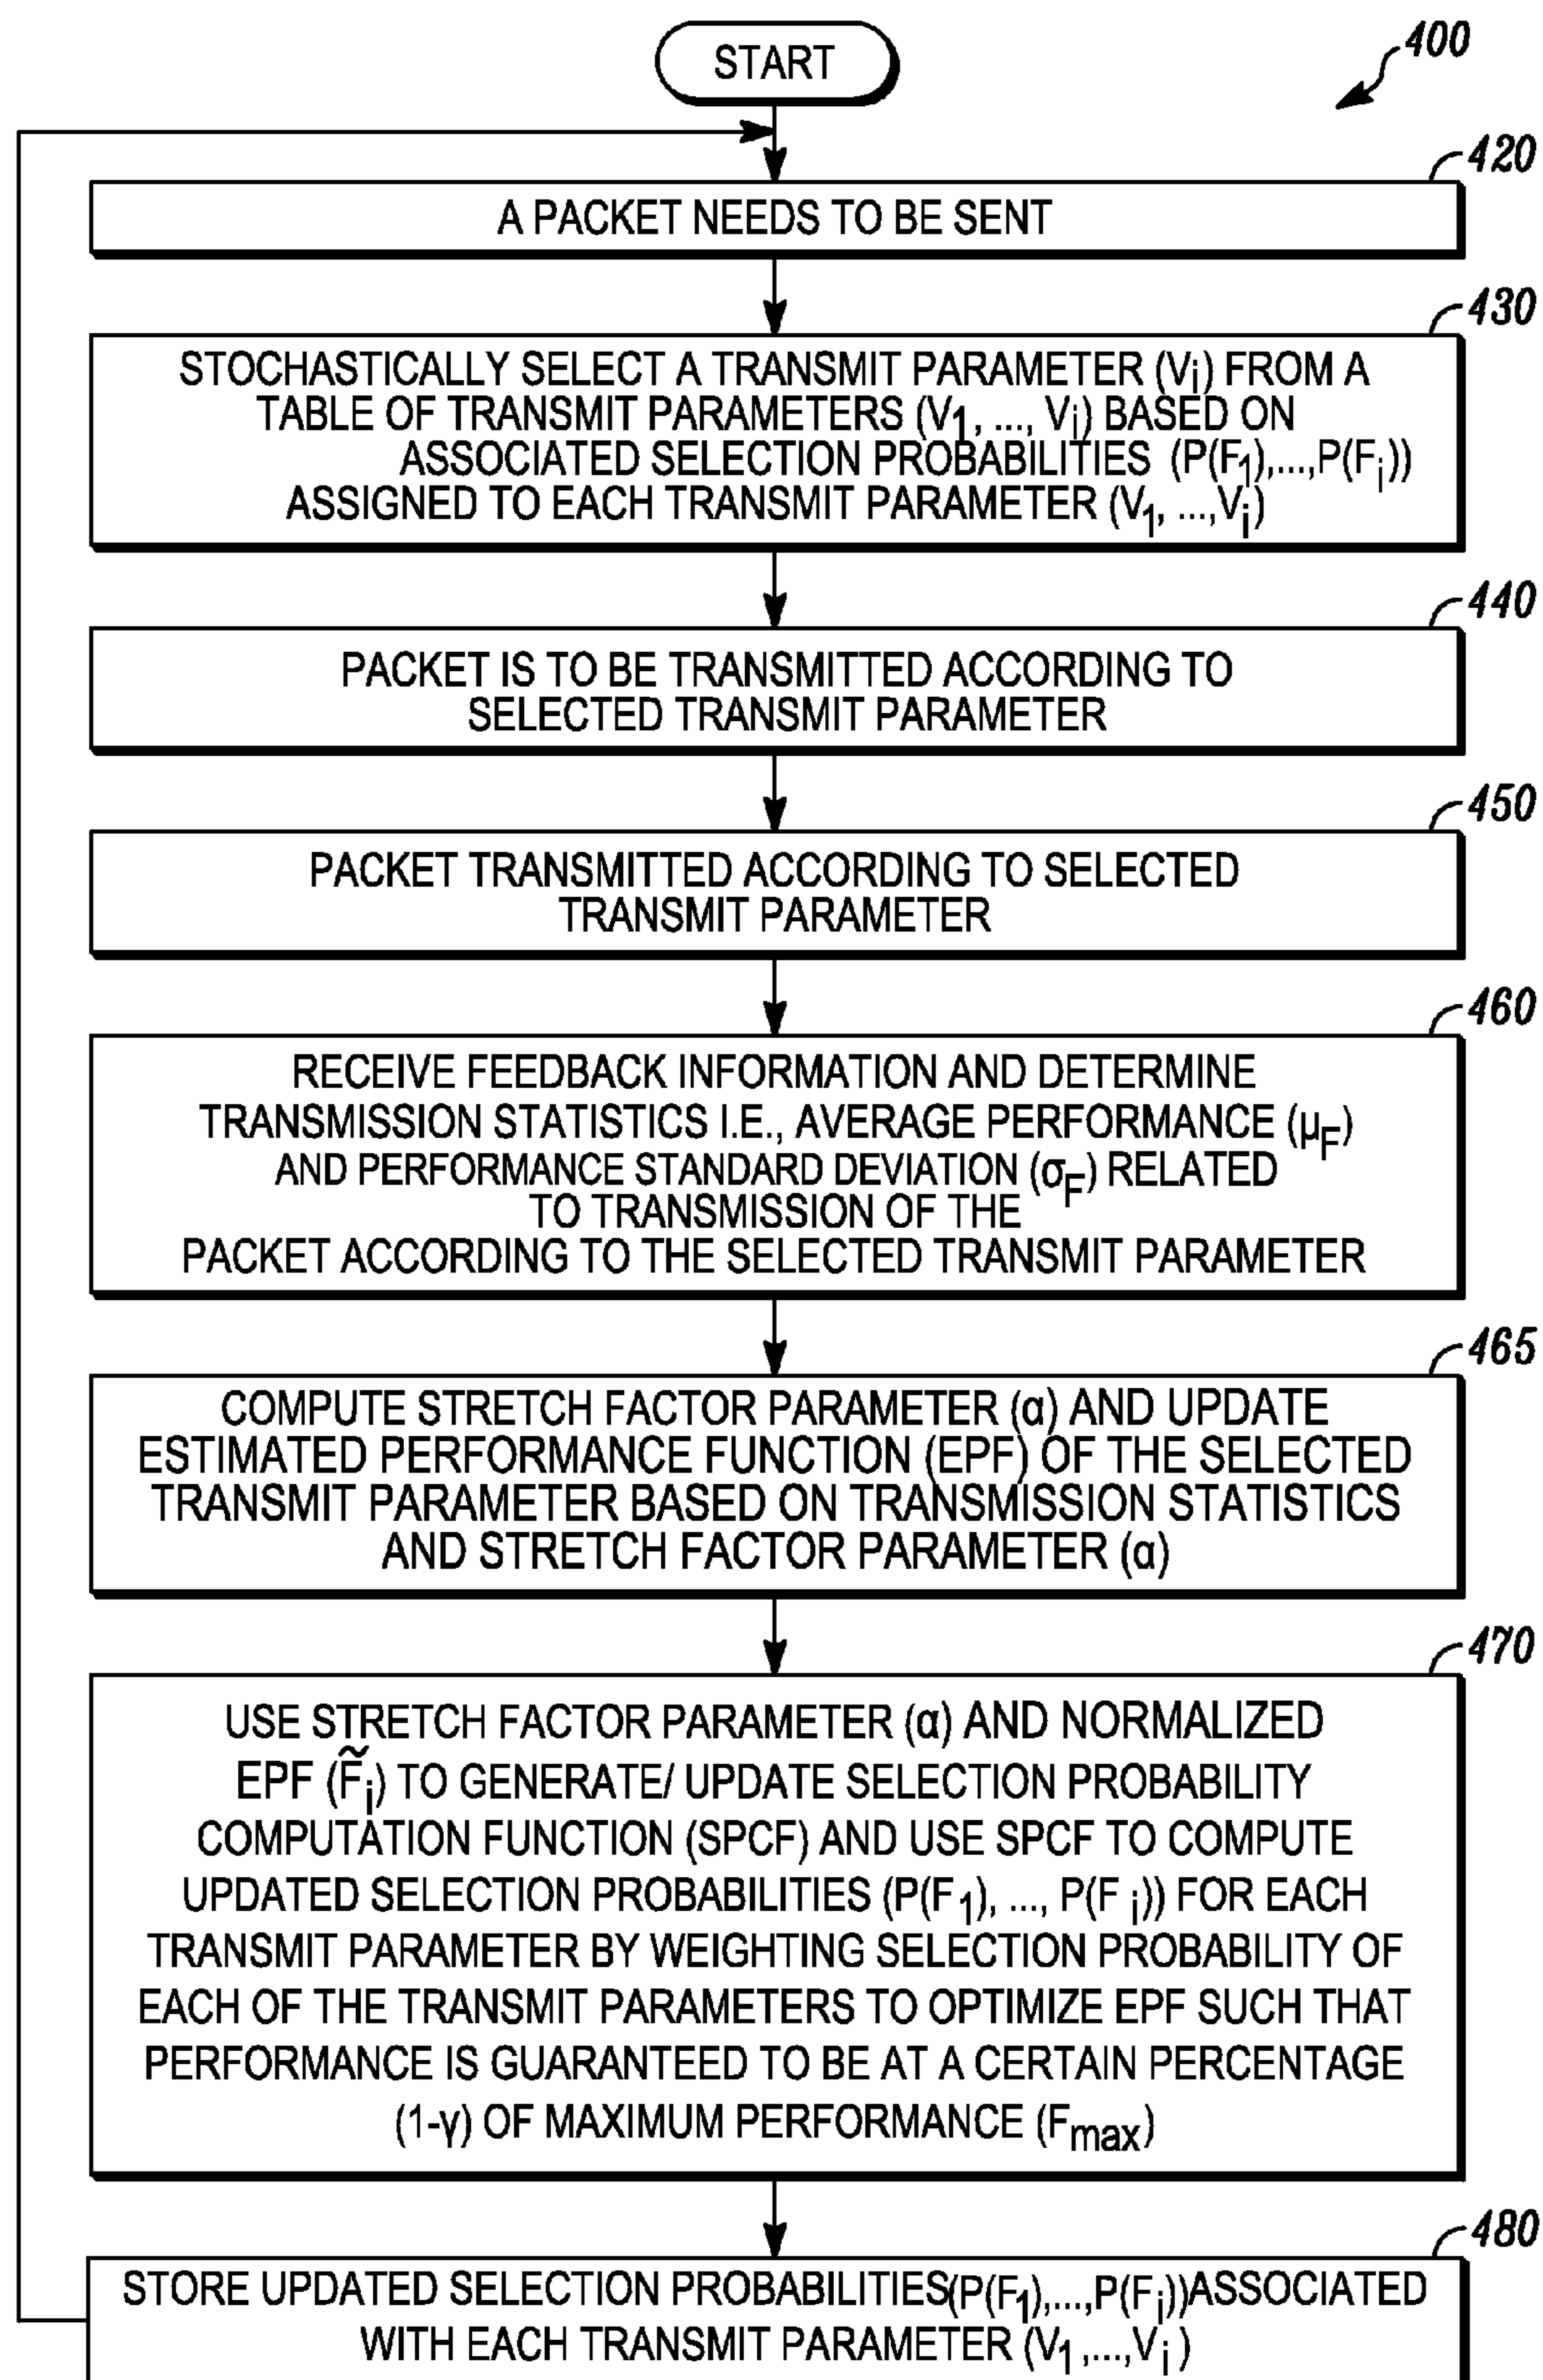 START
400
420
A PACKET NEEDS TO BE SENT
430
STOCHASTICALLY SELECT A TRANSMIT PARAMETER (Vi) FROM A
TABLE OF TRANSMIT PARAMETERS (V1, ..., Vi) BASED ON
ASSOCIATED SELECTION PROBABILITIES (P(F1),...,P(Fi))
ASSIGNED TO EACH TRANSMIT PARAMETER (V1, ...,Vi)
440
PACKET IS TO BE TRANSMITTED ACCORDING TO
SELECTED TRANSMIT PARAMETER
450
PACKET TRANSMITTED ACCORDING TO SELECTED
TRANSMIT PARAMETER
460
RECEIVE FEEDBACK INFORMATION AND DETERMINE
TRANSMISSION STATISTICS I.E., AVERAGE PERFORMANCE (μF)
AND PERFORMANCE STANDARD DEVIATION (σF) RELATED
TO TRANSMISSION OF THE
PACKET ACCORDING TO THE SELECTED TRANSMIT PARAMETER
465
COMPUTE STRETCH FACTOR PARAMETER (α) AND UPDATE
ESTIMATED PERFORMANCE FUNCTION (EPF) OF THE SELECTED
TRANSMIT PARAMETER BASED ON TRANSMISSION STATISTICS
AND STRETCH FACTOR PARAMETER (α)
470
USE STRETCH FACTOR PARAMETER (α) AND NORMALIZED
EPF (F̃i) TO GENERATE/ UPDATE SELECTION PROBABILITY
COMPUTATION FUNCTION (SPCF) AND USE SPCF TO COMPUTE
UPDATED SELECTION PROBABILITIES (P(F1), ..., P(F i)) FOR EACH
TRANSMIT PARAMETER BY WEIGHTING SELECTION PROBABILITY OF
EACH OF THE TRANSMIT PARAMETERS TO OPTIMIZE EPF SUCH THAT
PERFORMANCE IS GUARANTEED TO BE AT A CERTAIN PERCENTAGE
(1-γ) OF MAXIMUM PERFORMANCE (Fmax)
480
STORE UPDATED SELECTION PROBABILITIES(P(F1),...,P(Fi))ASSOCIATED
WITH EACH TRANSMIT PARAMETER (V1,...,Vi)